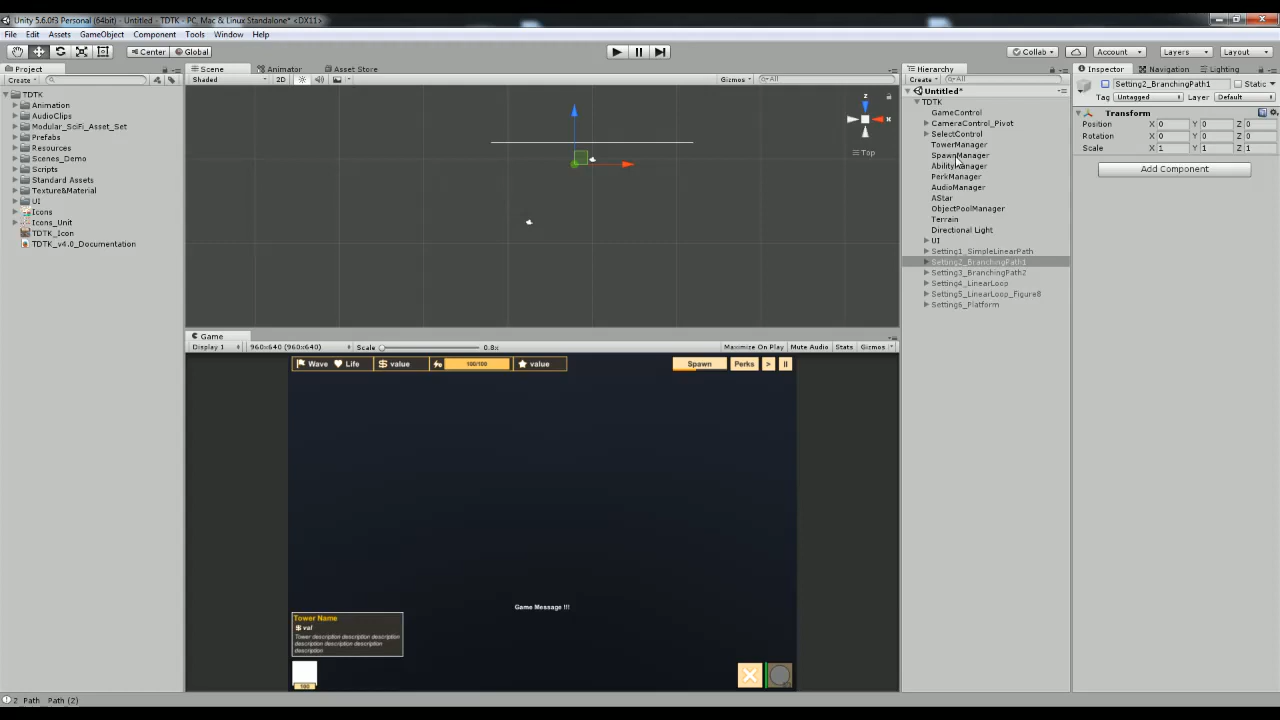 Unity 5.6.0f3 Personal (64bit) - Untitled - TDTK - PC, Mac & Linux Standalone* <DX11>
File Edit Assets GameObject Component Tools Window Help
Center Global Collab Account Layers Layout
Project
Create
TDTK
Animation
AudioClips
Modular_SciFi_Asset_Set
Prefabs
Resources
Scenes_Demo
Scripts
Standard Assets
Texture&Material
UI
Icons
Icons_Unit
TDTK_Icon
TDTK_v4.0_Documentation
Scene Animator Asset Store
Shaded 2D Gizmos All
z
x
Top
Game
Display 1 960x640 (960x640) Scale 0.8x Maximize On Play Mute Audio Stats Gizmos
Wave Life value 100/100 value Spawn Perks > II
Game Message !!!
Tower Name
val
Tower description description description
description description description
description
100
Hierarchy
Create All
Untitled*
TDTK
GameControl
CameraControl_Pivot
SelectControl
TowerManager
SpawnManager
AbilityManager
PerkManager
AudioManager
AStar
ObjectPoolManager
Terrain
Directional Light
UI
Setting1_SimpleLinearPath
Setting2_BranchingPath1
Setting3_BranchingPath2
Setting4_LinearLoop
Setting5_LinearLoop_Figure8
Setting6_Platform
Inspector Navigation Lighting
Setting2_BranchingPath1 Static
Tag Untagged Layer Default
Transform
Position X 0 Y 0 Z 0
Rotation X 0 Y 0 Z 0
Scale X 1 Y 1 Z 1
Add Component
2 Path Path (2)